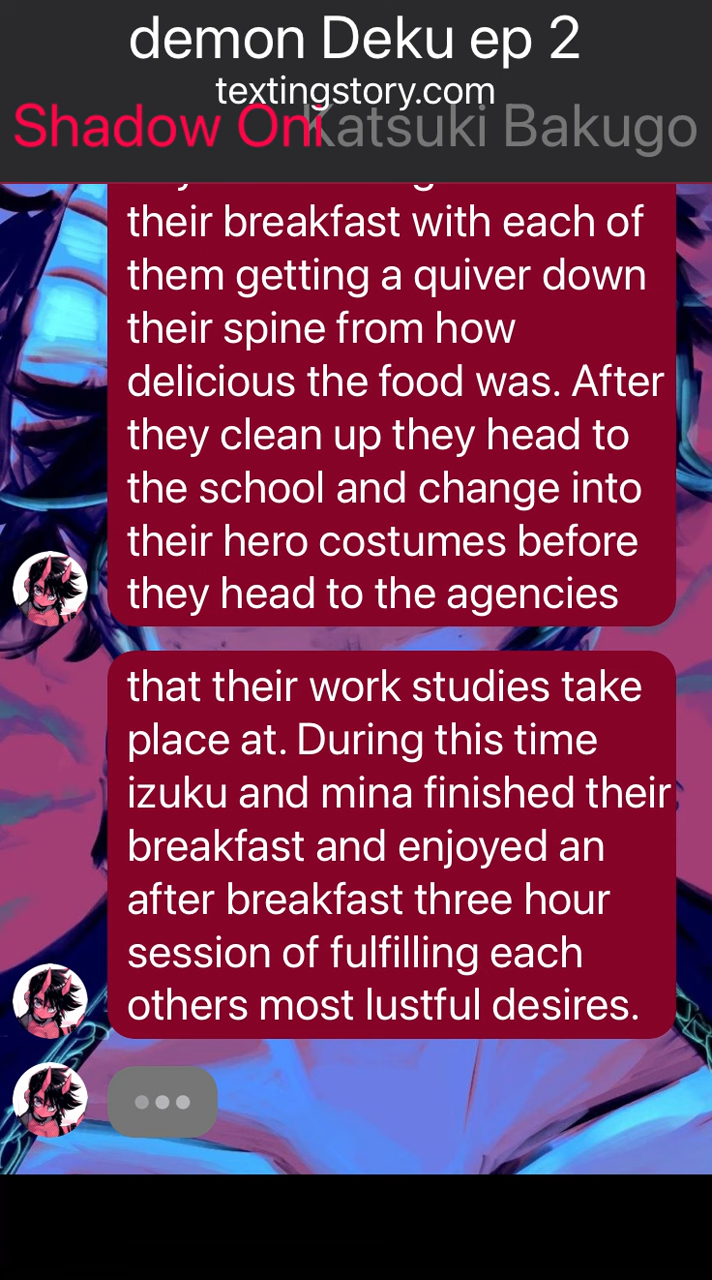 demon Deku ep 2
textingstory.com
Shadow Oni Katsuki Bakugo
their breakfast with each of
them getting a quiver down
their spine from how
delicious the food was. After
they clean up they head to
the school and change into
their hero costumes before
they head to the agencies
that their work studies take
place at. During this time
izuku and mina finished their
breakfast and enjoyed an
after breakfast three hour
session of fulfilling each
others most lustful desires.